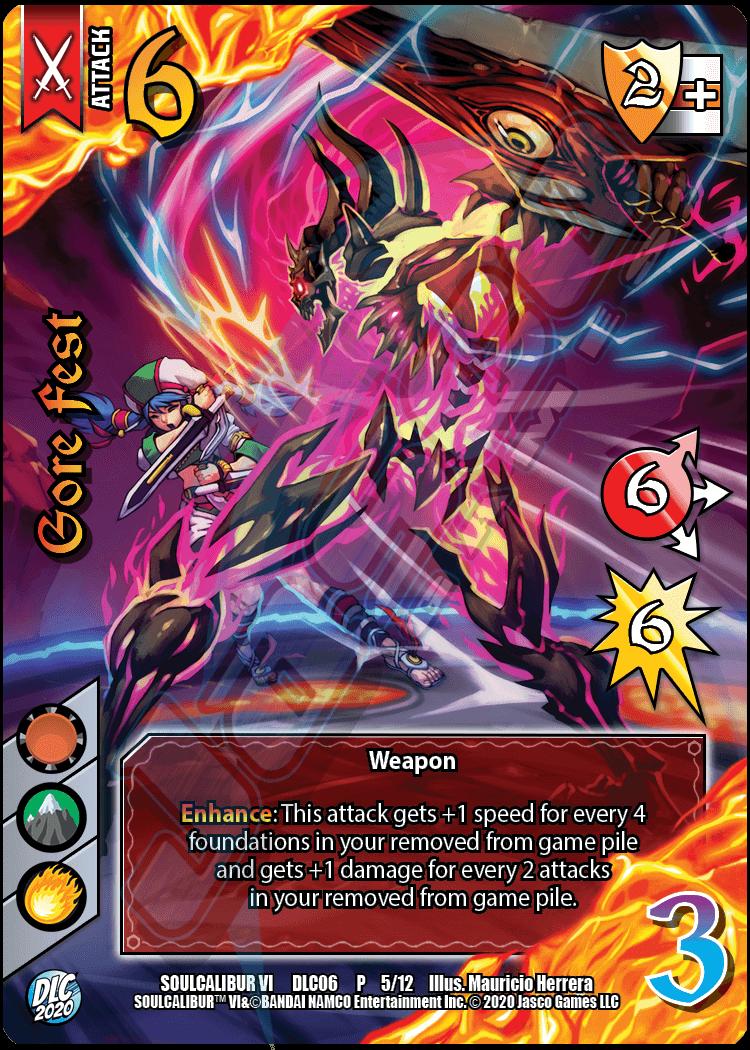 ATTACK
6
2
+
Gore Fest
6
6
Weapon
Enhance: This attack gets +1 speed for every 4
foundations in your removed from game pile
and gets +1 damage for every 2 attacks
in your removed from game pile.
3
DLC
2020
SOULCALIBUR VI DLC06 P 5/12 Illus. Mauricio Herrera
SOULCALIBUR™ VI&©BANDAI NAMCO Entertainment Inc. © 2020 Jasco Games LLC